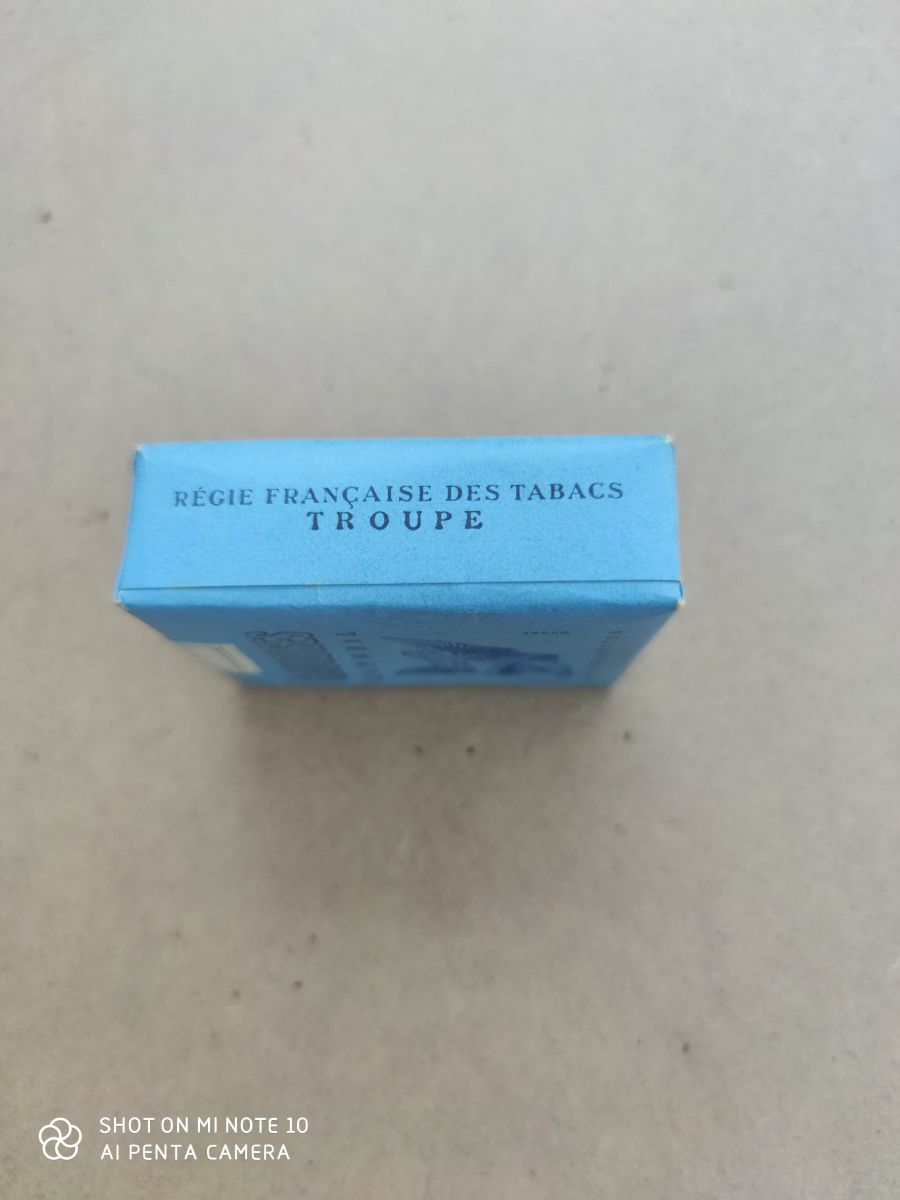 RÉGIE FRANÇAISE DES TABACS
TROUPE
SHOT ON MI NOTE 10
AI PENTA CAMERA